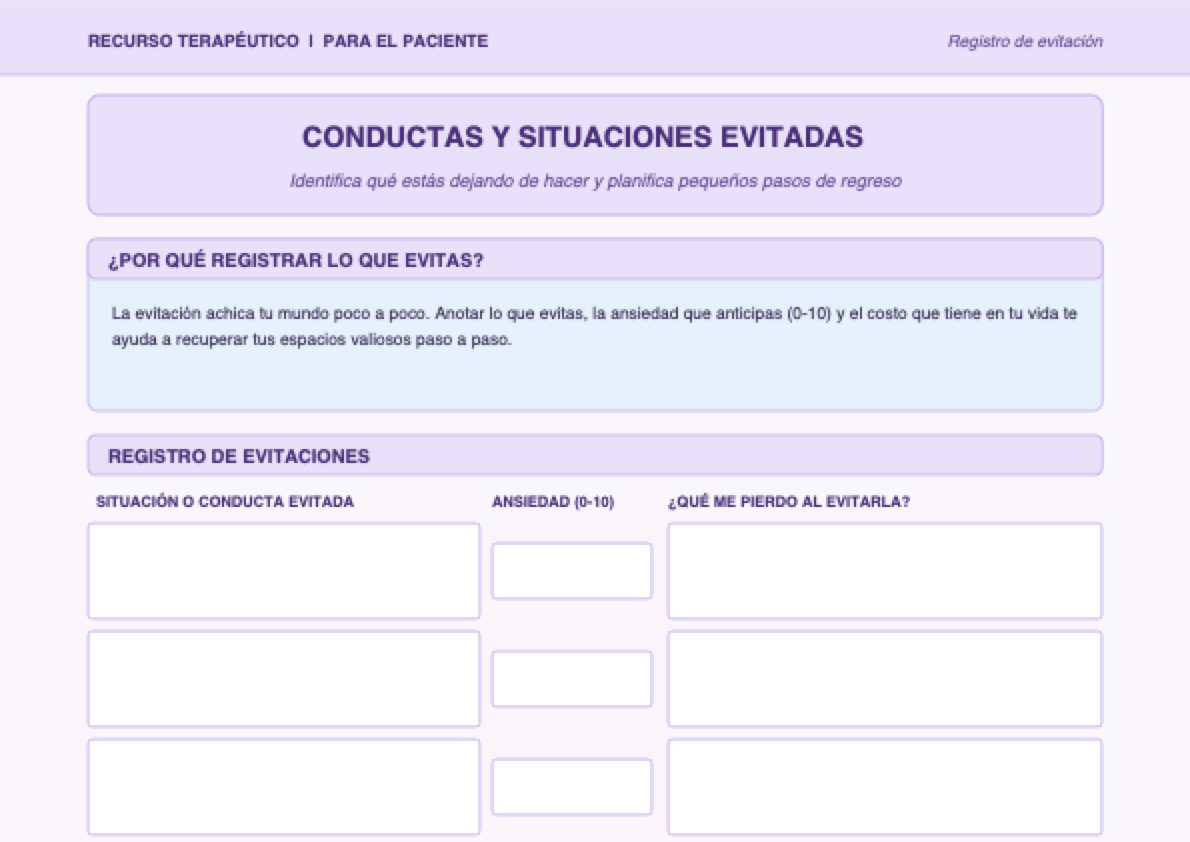 RECURSO TERAPÉUTICO | PARA EL PACIENTE
Registro de evitación
CONDUCTAS Y SITUACIONES EVITADAS
Identifica qué estás dejando de hacer y planifica pequeños pasos de regreso
¿POR QUÉ REGISTRAR LO QUE EVITAS?
La evitación achica tu mundo poco a poco. Anotar lo que evitas, la ansiedad que anticipas (0-10) y el costo que tiene en tu vida te
ayuda a recuperar tus espacios valiosos paso a paso.
REGISTRO DE EVITACIONES
SITUACIÓN O CONDUCTA EVITADA
ANSIEDAD (0-10)
¿QUÉ ME PIERDO AL EVITARLA?